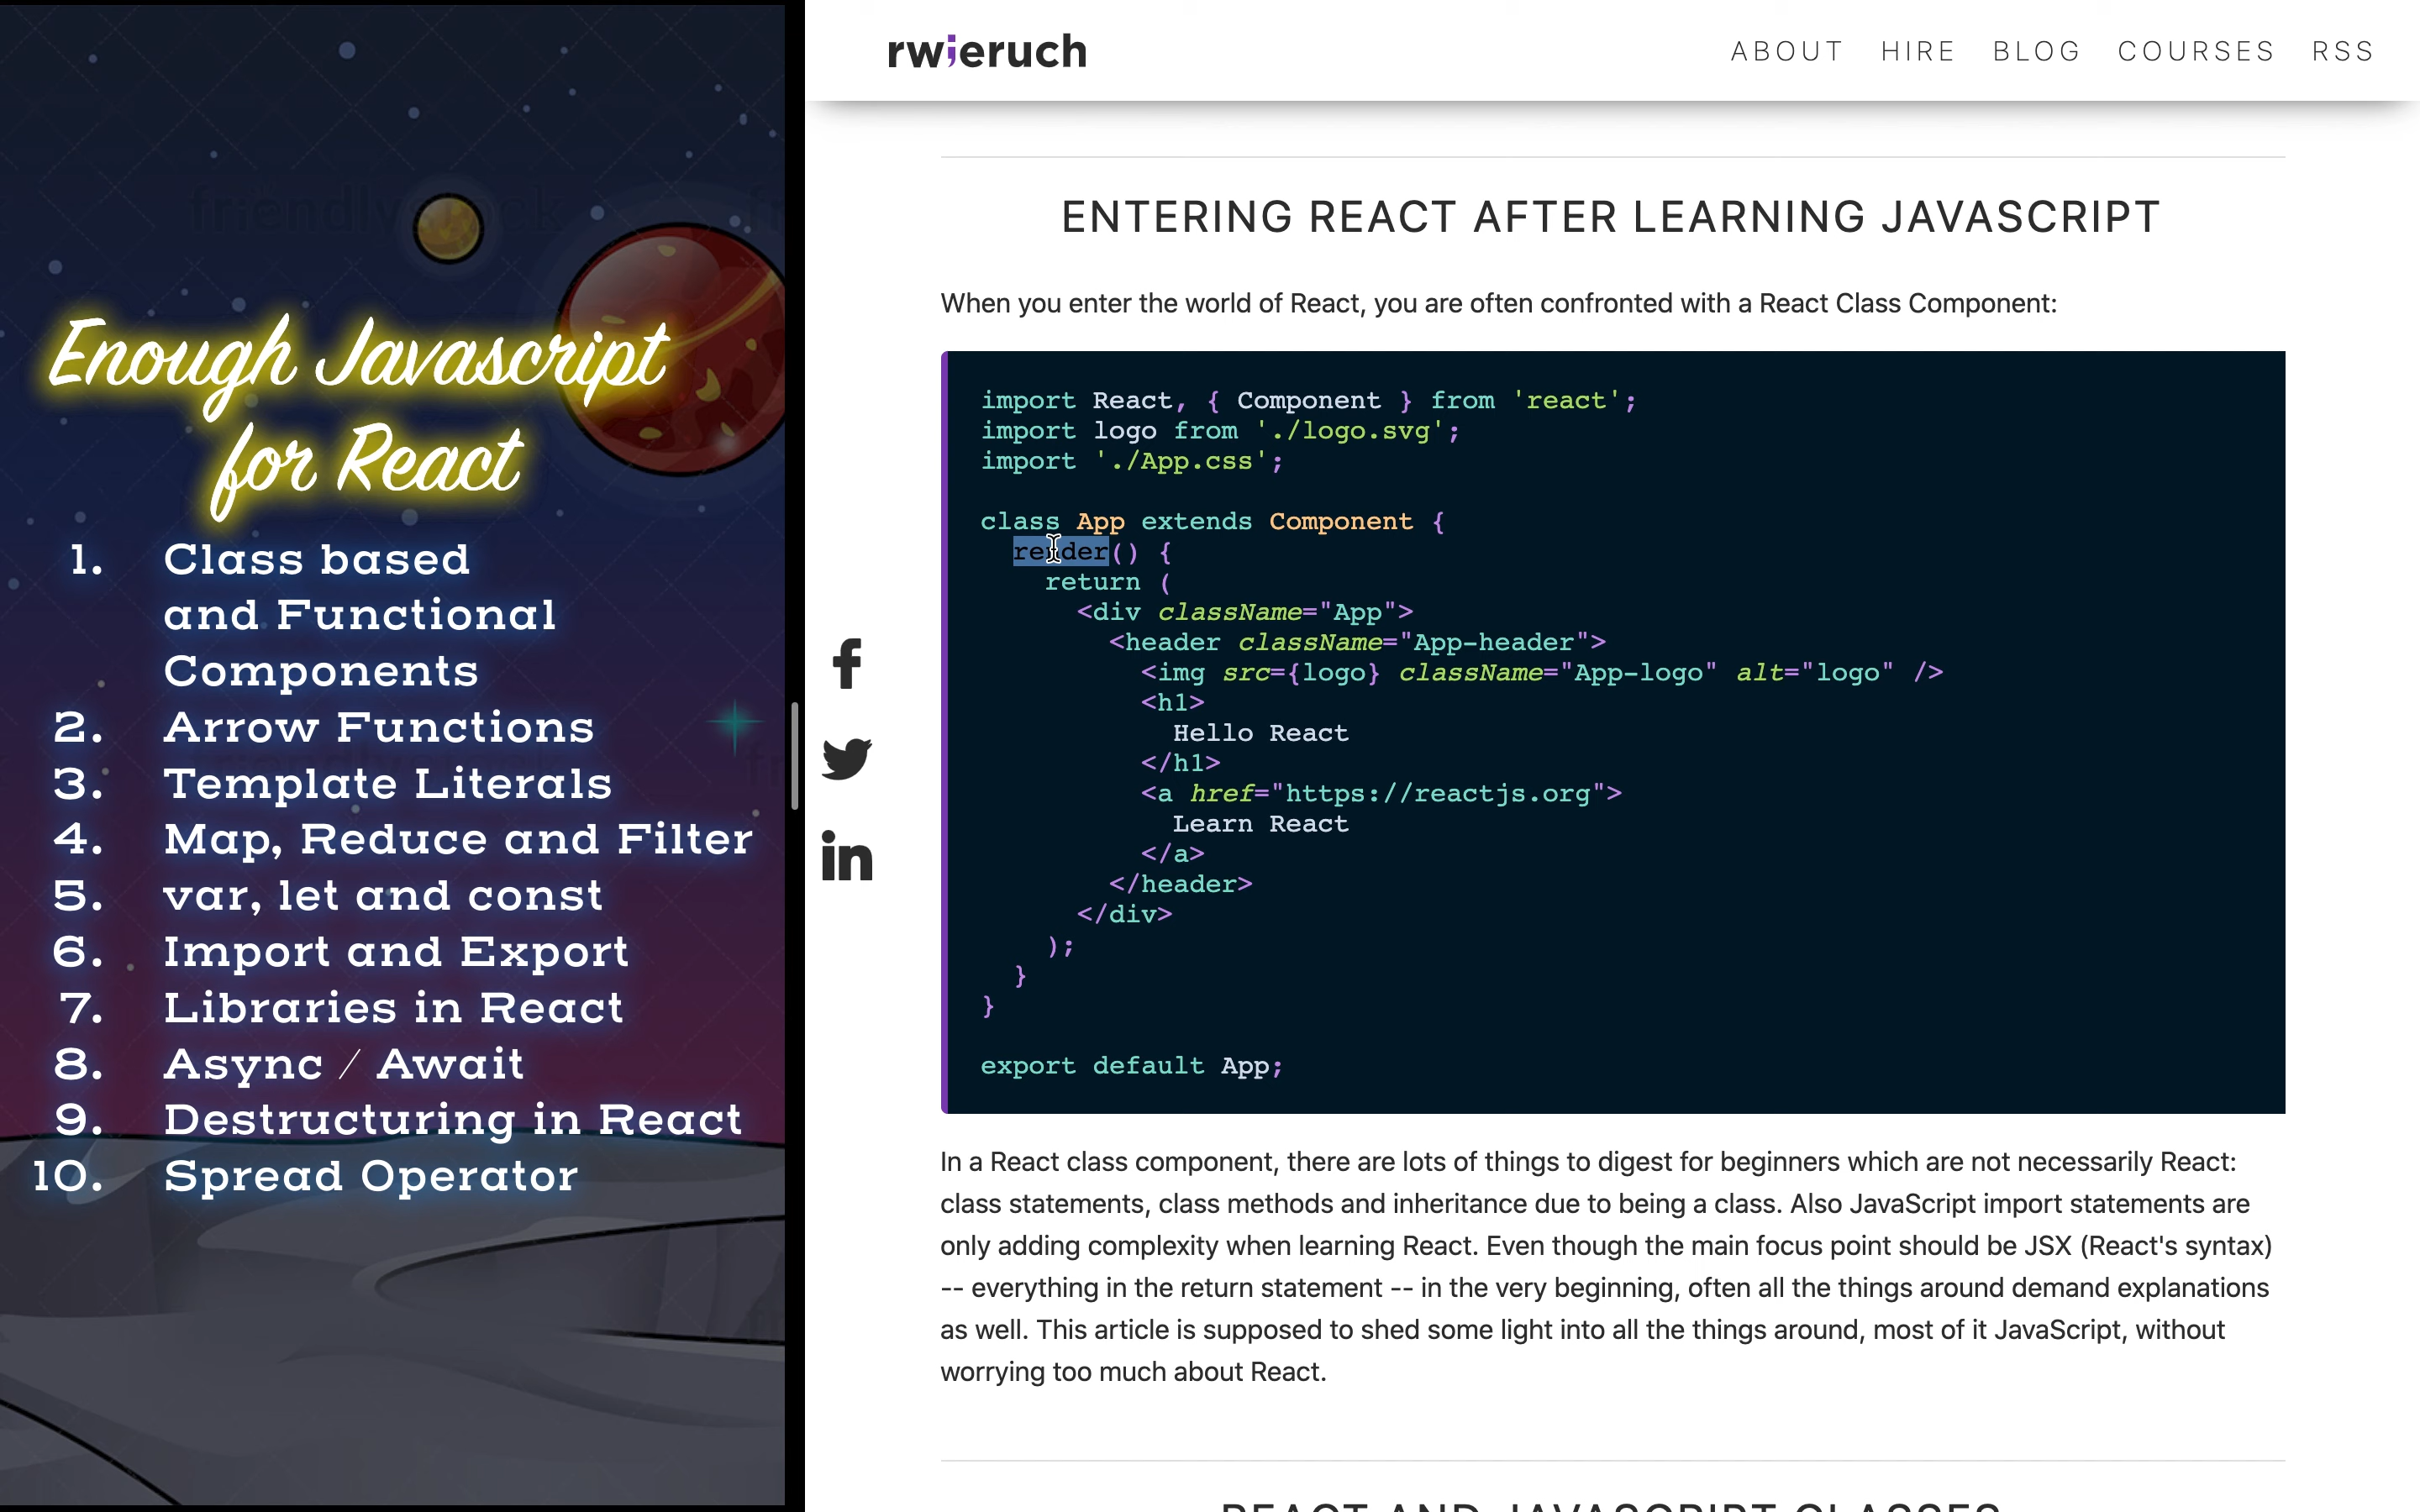 Enough Javascript
for React
1. Class based
and Functional
Components
2. Arrow Functions
3. Template Literals
4. Map, Reduce and Filter
5. var, let and const
6. Import and Export
7. Libraries in React
8. Async / Await
9. Destructuring in React
10. Spread Operator
rwieruch
ABOUT HIRE BLOG COURSES RSS
ENTERING REACT AFTER LEARNING JAVASCRIPT
When you enter the world of React, you are often confronted with a React Class Component:
import React, { Component } from 'react';
import logo from './logo.svg';
import './App.css';
class App extends Component {
render() {
return (
<div className="App">
<header className="App-header">
<img src={logo} className="App-logo" alt="logo" />
<h1>
Hello React
</h1>
<a href="https://reactjs.org">
Learn React
</a>
</header>
</div>
);
}
}
export default App;
In a React class component, there are lots of things to digest for beginners which are not necessarily React:
class statements, class methods and inheritance due to being a class. Also JavaScript import statements are
only adding complexity when learning React. Even though the main focus point should be JSX (React's syntax)
-- everything in the return statement -- in the very beginning, often all the things around demand explanations
as well. This article is supposed to shed some light into all the things around, most of it JavaScript, without
worrying too much about React.
REACT AND JAVASCRIPT CLASSES